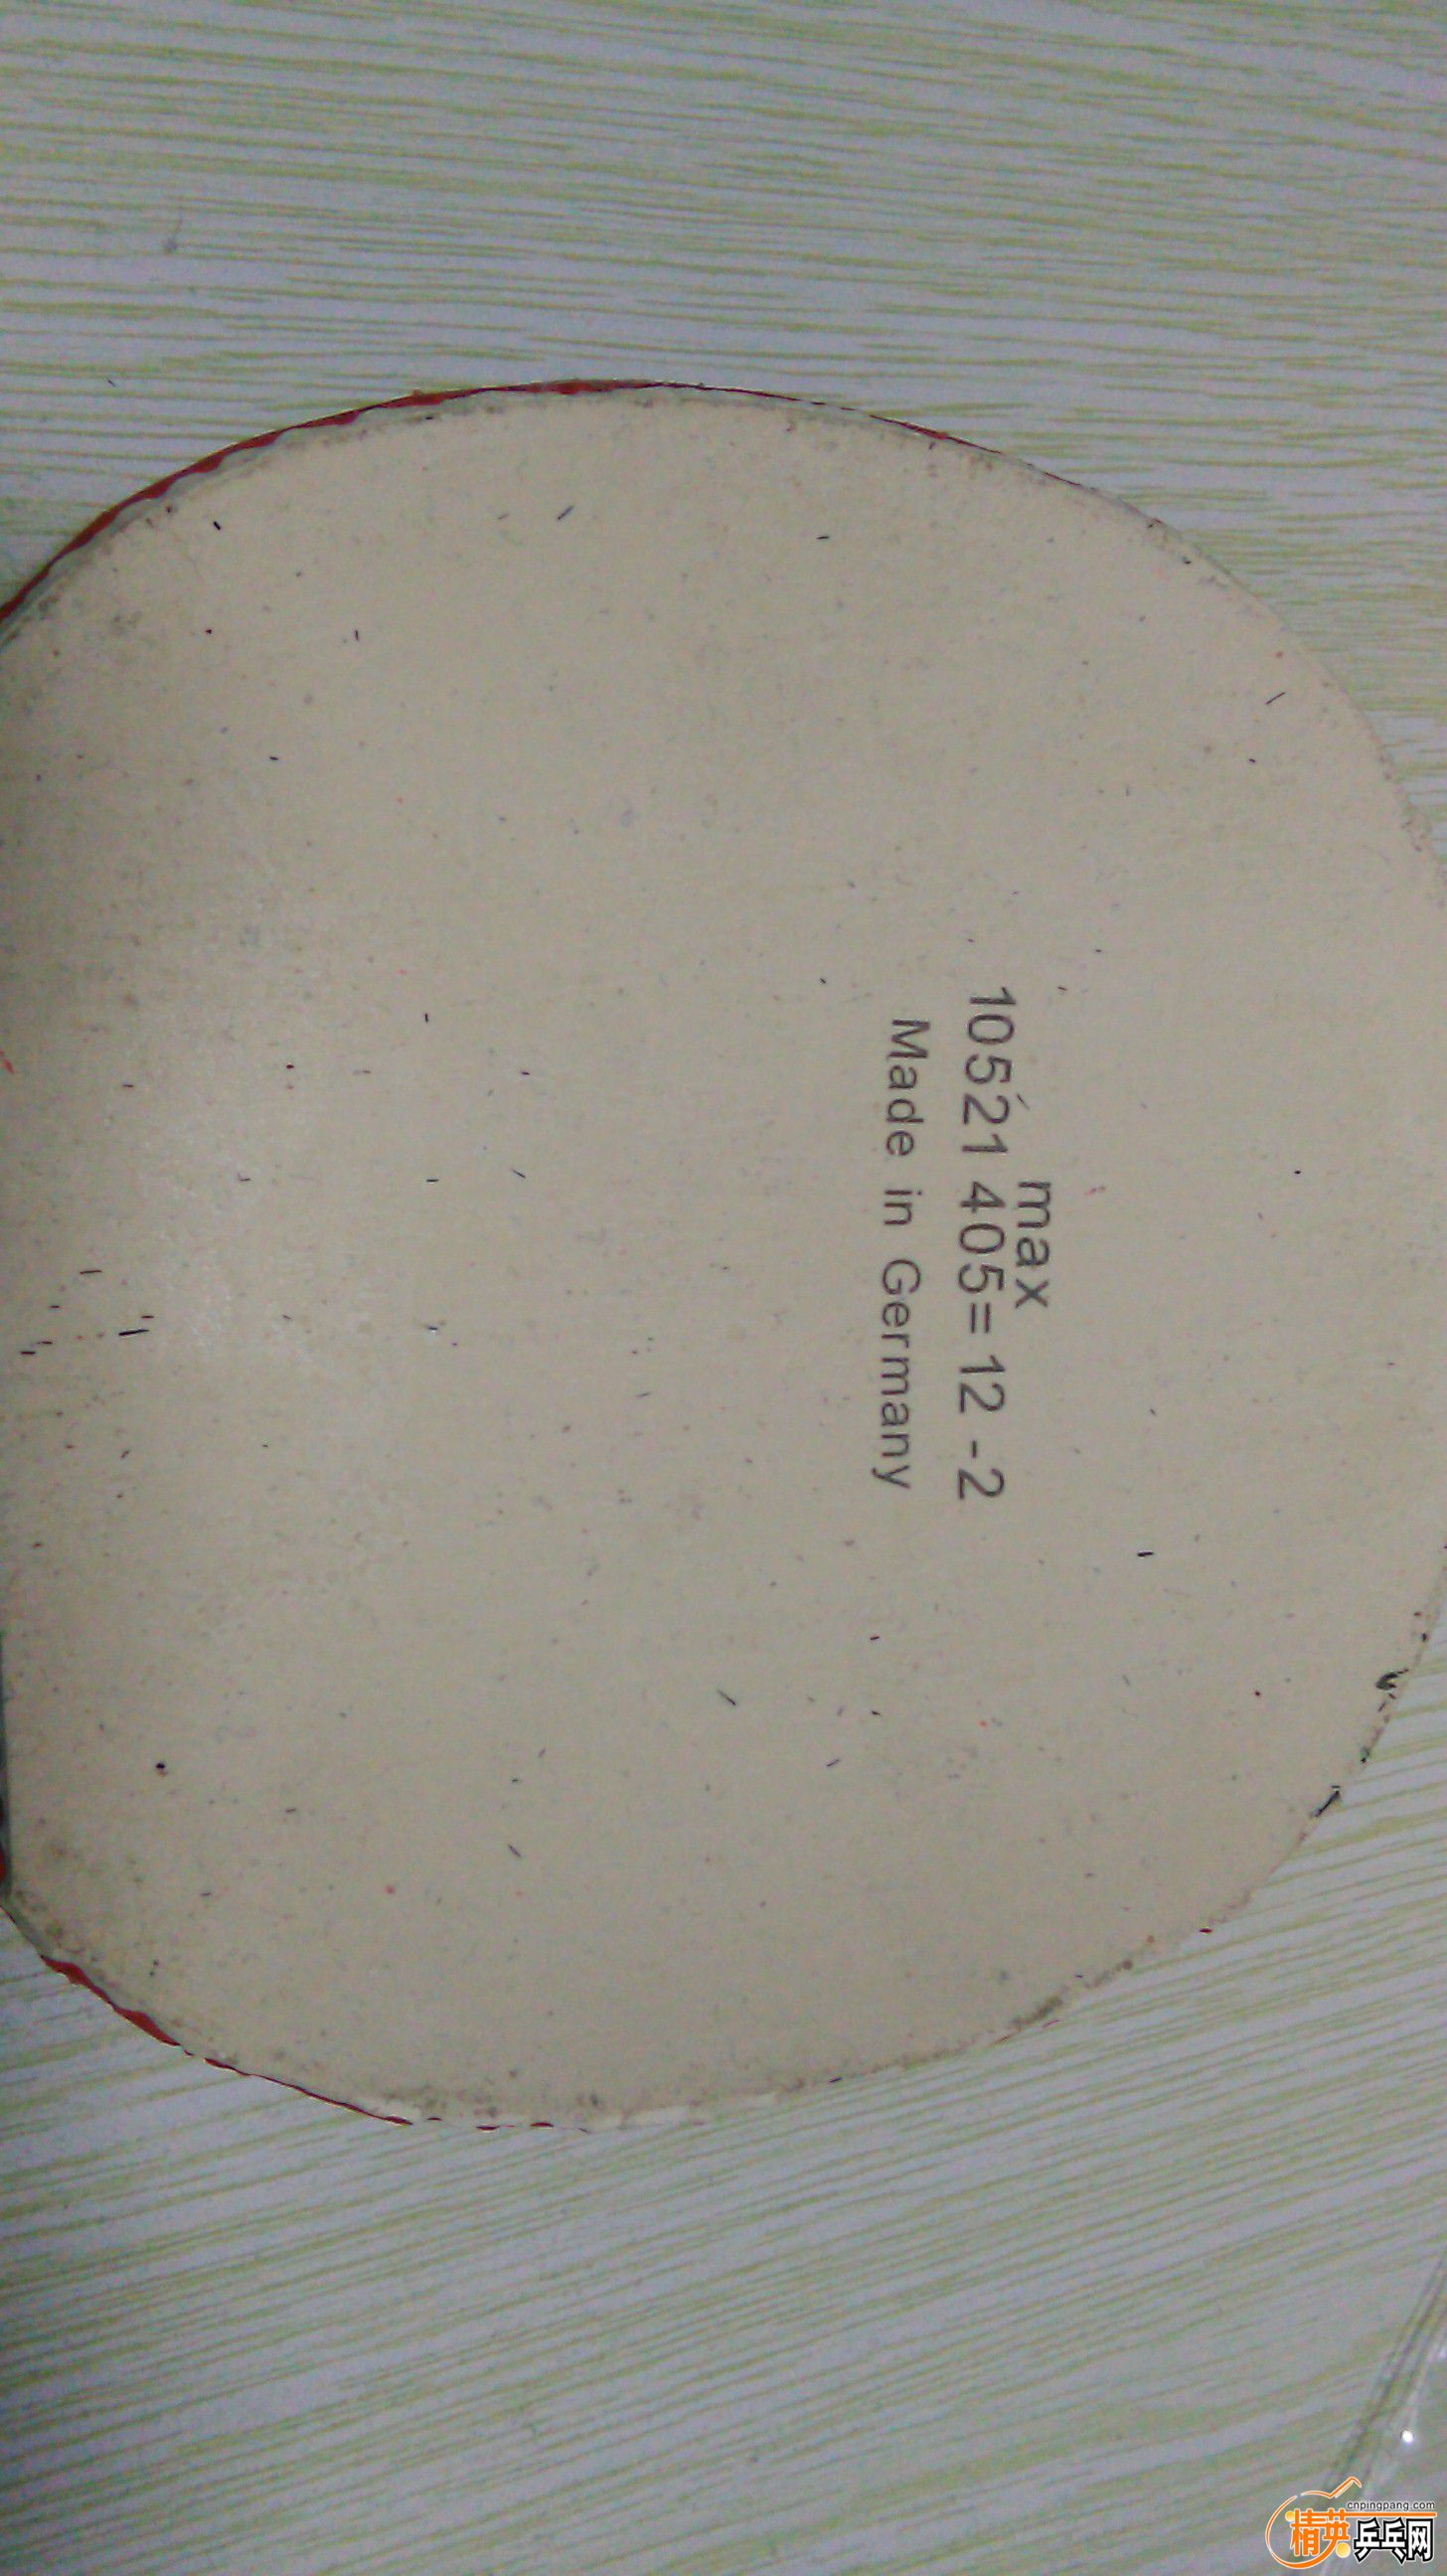 max
10521 405= 12 -2
Made in Germany
cnpingpang.com
精英乒乓网